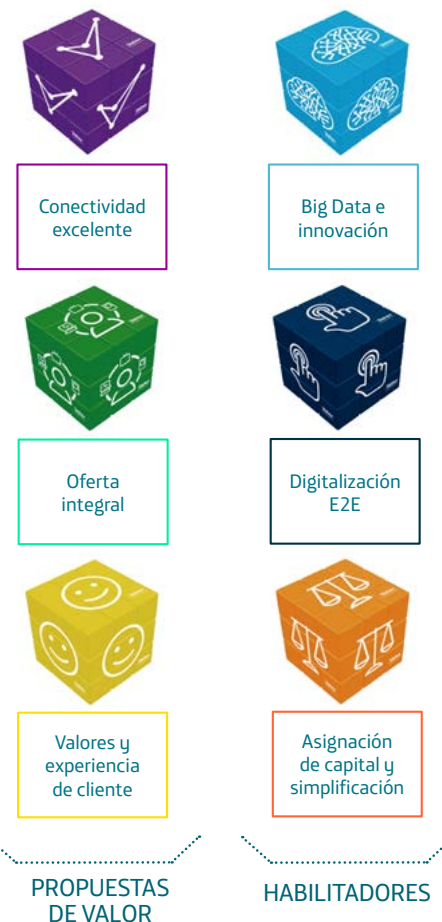 Conectividad
excelente
Big Data e
innovación
Oferta
integral
Digitalización
E2E
Valores y
experiencia
de cliente
Asignación
de capital y
simplificación
PROPUESTAS
DE VALOR
HABILITADORES